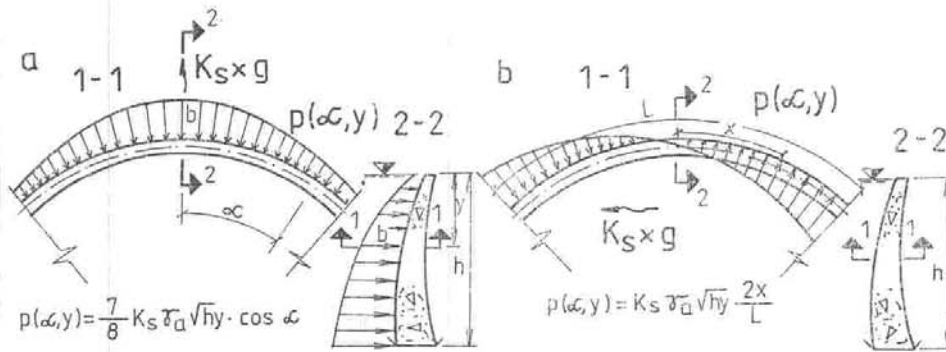 a
1-1
2
Ks×g
b
p(α,y)
2
α
2-2
1
1
b
y
h
p(α,y)=7/8 Ks γa √hy · cos α
b
1-1
2
L
x
p(α,y)
2
Ks×g
2-2
1
1
h
p(α,y)=Ks γa √hy 2x/L